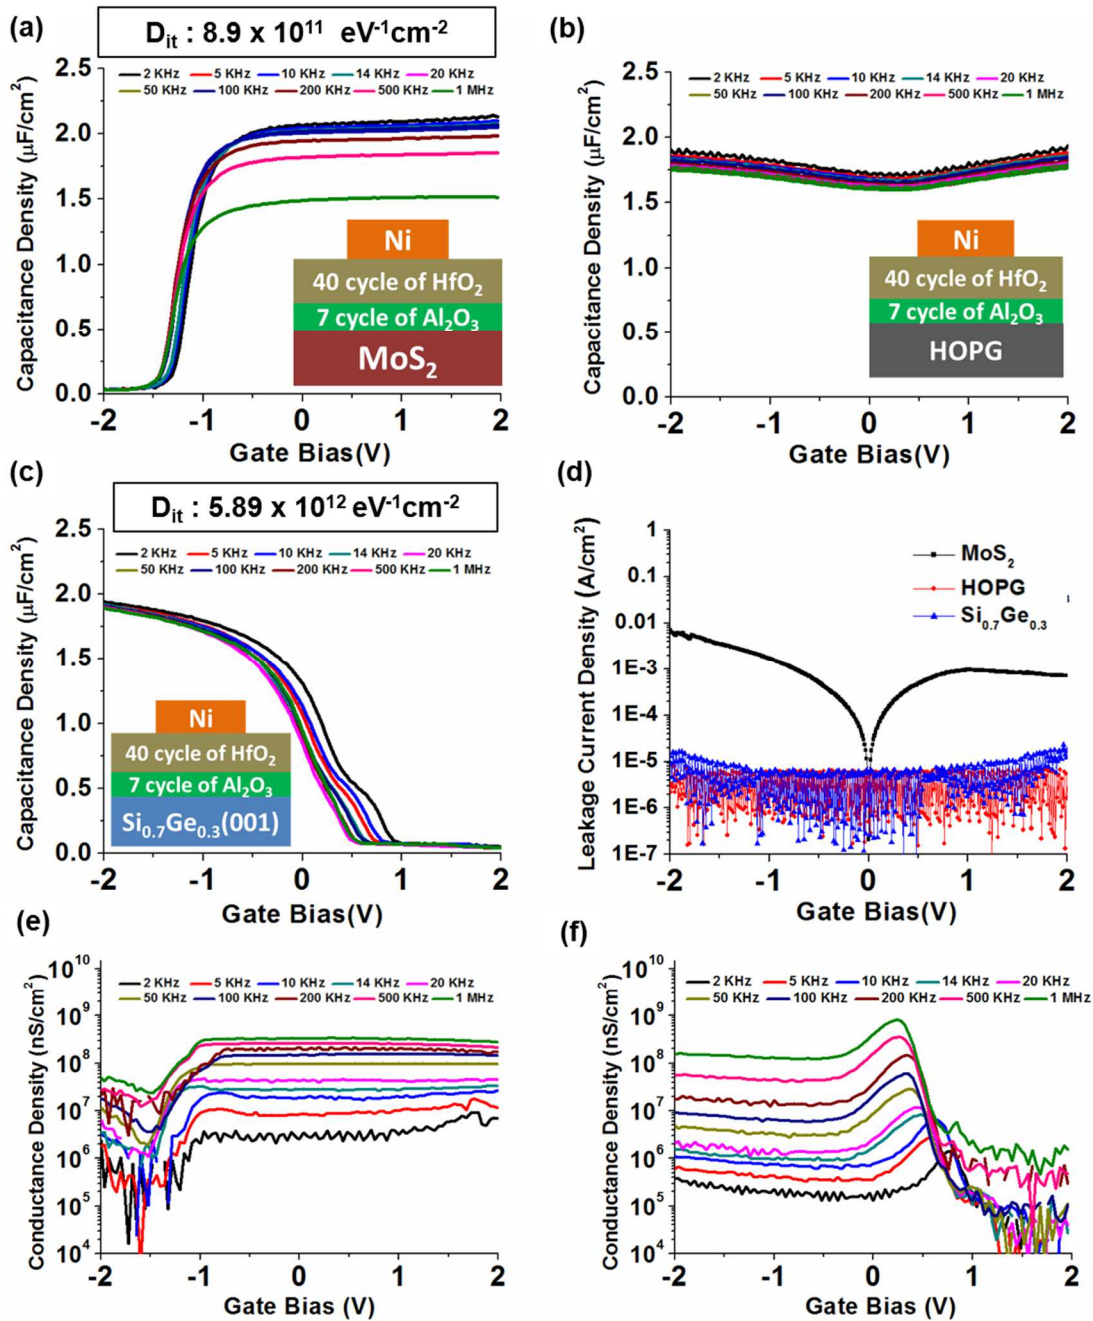 (a)
D_it : 8.9 x 10^11 eV^-1cm^-2
2 KHz 5 KHz 10 KHz 14 KHz 20 KHz
50 KHz 100 KHz 200 KHz 500 KHz 1 MHz
Capacitance Density (μF/cm²)
2.5
2.0
1.5
1.0
0.5
0.0
Ni
40 cycle of HfO₂
7 cycle of Al₂O₃
MoS₂
-2 -1 0 1 2
Gate Bias(V)
(b)
2 KHz 5 KHz 10 KHz 14 KHz 20 KHz
50 KHz 100 KHz 200 KHz 500 KHz 1 MHz
Capacitance Density (μF/cm²)
2.5
2.0
1.5
1.0
0.5
0.0
Ni
40 cycle of HfO₂
7 cycle of Al₂O₃
HOPG
-2 -1 0 1 2
Gate Bias(V)
(c)
D_it : 5.89 x 10^12 eV^-1cm^-2
2 KHz 5 KHz 10 KHz 14 KHz 20 KHz
50 KHz 100 KHz 200 KHz 500 KHz 1 MHz
Capacitance Density (μF/cm²)
2.5
2.0
1.5
1.0
0.5
0.0
Ni
40 cycle of HfO₂
7 cycle of Al₂O₃
Si₀.₇Ge₀.₃(001)
-2 -1 0 1 2
Gate Bias(V)
(d)
Leakage Current Density (A/cm²)
1
0.1
0.01
1E-3
1E-4
1E-5
1E-6
1E-7
MoS₂
HOPG
Si₀.₇Ge₀.₃
-2 -1 0 1 2
Gate Bias(V)
(e)
2 KHz 5 KHz 10 KHz 14 KHz 20 KHz
50 KHz 100 KHz 200 KHz 500 KHz 1 MHz
Conductance Density (nS/cm²)
10^10
10^9
10^8
10^7
10^6
10^5
10^4
-2 -1 0 1 2
Gate Bias (V)
(f)
2 KHz 5 KHz 10 KHz 14 KHz 20 KHz
50 KHz 100 KHz 200 KHz 500 KHz 1 MHz
Conductance Density (nS/cm²)
10^10
10^9
10^8
10^7
10^6
10^5
10^4
-2 -1 0 1 2
Gate Bias (V)